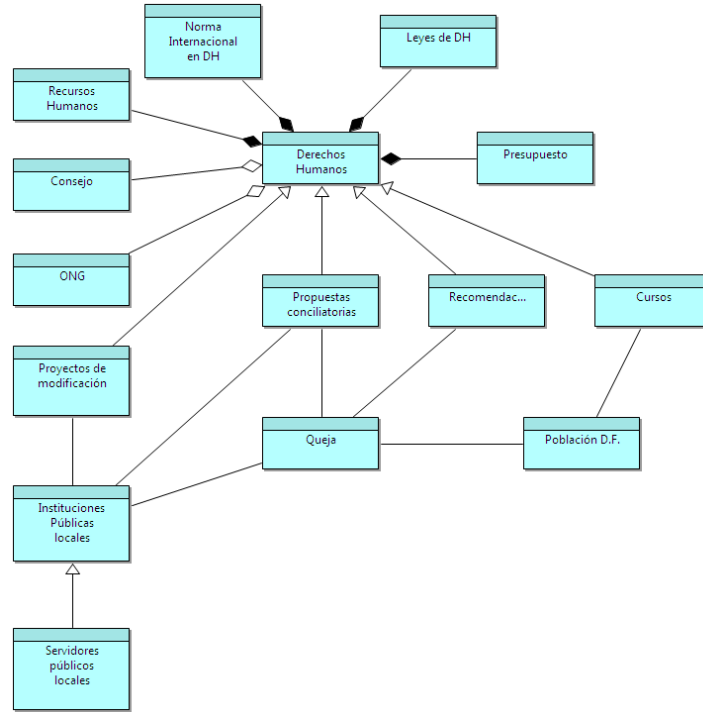 Norma
Internacional
en DH
Leyes de DH
Recursos
Humanos
Derechos
Humanos
Presupuesto
Consejo
ONG
Propuestas
conciliatorias
Recomendac...
Cursos
Proyectos de
modificación
Queja
Población D.F.
Instituciones
Públicas
locales
Servidores
públicos
locales